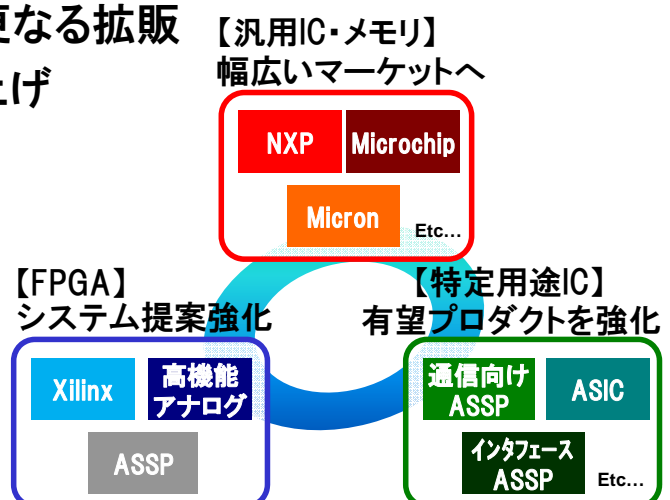 更なる拡販
上げ
【汎用IC・メモリ】
幅広いマーケットへ
NXP
Microchip
Micron
Etc…
【FPGA】
システム提案強化
Xilinx
高機能
アナログ
ASSP
【特定用途IC】
有望プロダクトを強化
通信向け
ASSP
ASIC
インタフェース
ASSP
Etc…